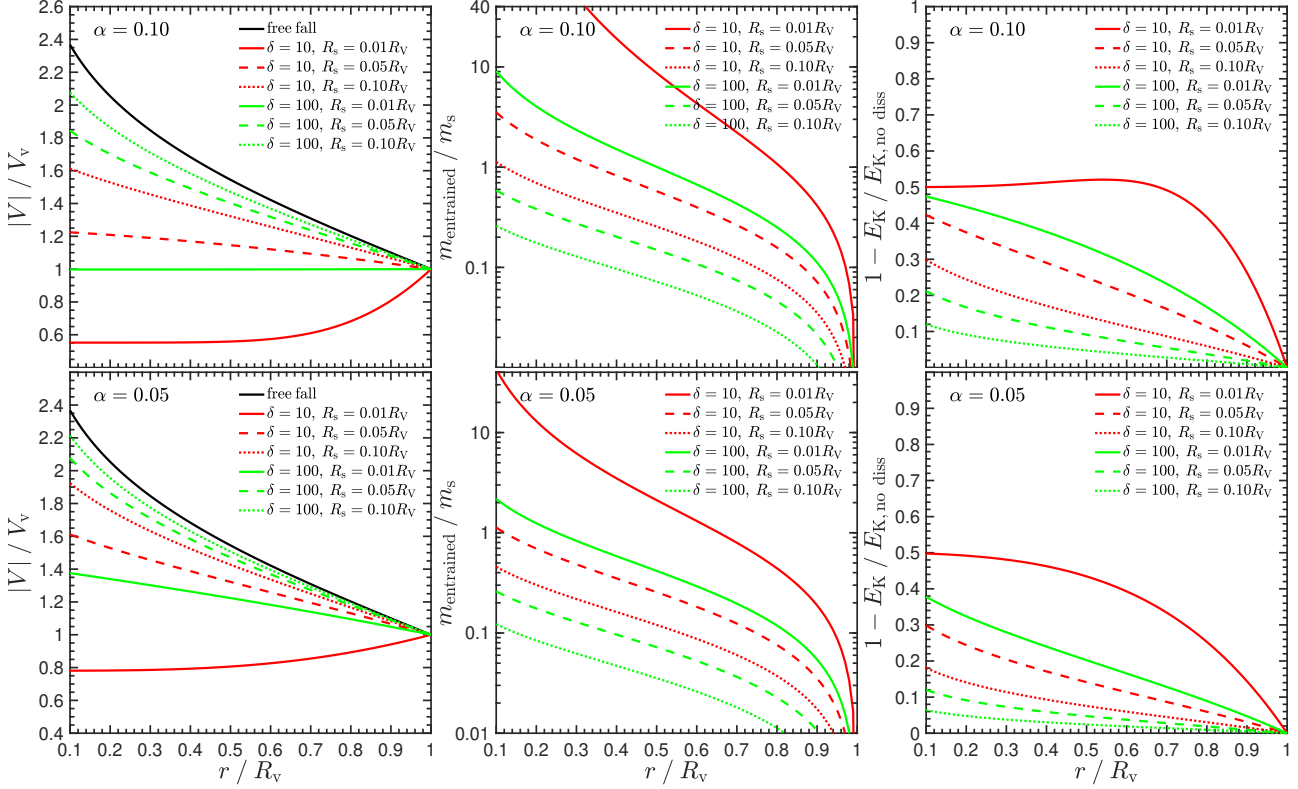 2.6
2.4
2.2
2
1.8
1.6
1.4
1.2
1
0.8
0.6
|V| / V_v
α = 0.10
free fall
δ = 10, R_s = 0.01R_V
δ = 10, R_s = 0.05R_V
δ = 10, R_s = 0.10R_V
δ = 100, R_s = 0.01R_V
δ = 100, R_s = 0.05R_V
δ = 100, R_s = 0.10R_V
40
10
1
0.1
m_entrained / m_s
α = 0.10
δ = 10, R_s = 0.01R_V
δ = 10, R_s = 0.05R_V
δ = 10, R_s = 0.10R_V
δ = 100, R_s = 0.01R_V
δ = 100, R_s = 0.05R_V
δ = 100, R_s = 0.10R_V
1
0.9
0.8
0.7
0.6
0.5
0.4
0.3
0.2
0.1
1 − E_K / E_K, no diss
α = 0.10
δ = 10, R_s = 0.01R_V
δ = 10, R_s = 0.05R_V
δ = 10, R_s = 0.10R_V
δ = 100, R_s = 0.01R_V
δ = 100, R_s = 0.05R_V
δ = 100, R_s = 0.10R_V
2.4
2.2
2
1.8
1.6
1.4
1.2
1
0.8
0.6
0.4
|V| / V_v
α = 0.05
free fall
δ = 10, R_s = 0.01R_V
δ = 10, R_s = 0.05R_V
δ = 10, R_s = 0.10R_V
δ = 100, R_s = 0.01R_V
δ = 100, R_s = 0.05R_V
δ = 100, R_s = 0.10R_V
0.1 0.2 0.3 0.4 0.5 0.6 0.7 0.8 0.9 1
r / R_v
10
1
0.1
0.01
m_entrained / m_s
α = 0.05
δ = 10, R_s = 0.01R_V
δ = 10, R_s = 0.05R_V
δ = 10, R_s = 0.10R_V
δ = 100, R_s = 0.01R_V
δ = 100, R_s = 0.05R_V
δ = 100, R_s = 0.10R_V
0.1 0.2 0.3 0.4 0.5 0.6 0.7 0.8 0.9 1
r / R_v
0.9
0.8
0.7
0.6
0.5
0.4
0.3
0.2
0.1
0
1 − E_K / E_K, no diss
α = 0.05
δ = 10, R_s = 0.01R_V
δ = 10, R_s = 0.05R_V
δ = 10, R_s = 0.10R_V
δ = 100, R_s = 0.01R_V
δ = 100, R_s = 0.05R_V
δ = 100, R_s = 0.10R_V
0.1 0.2 0.3 0.4 0.5 0.6 0.7 0.8 0.9 1
r / R_v